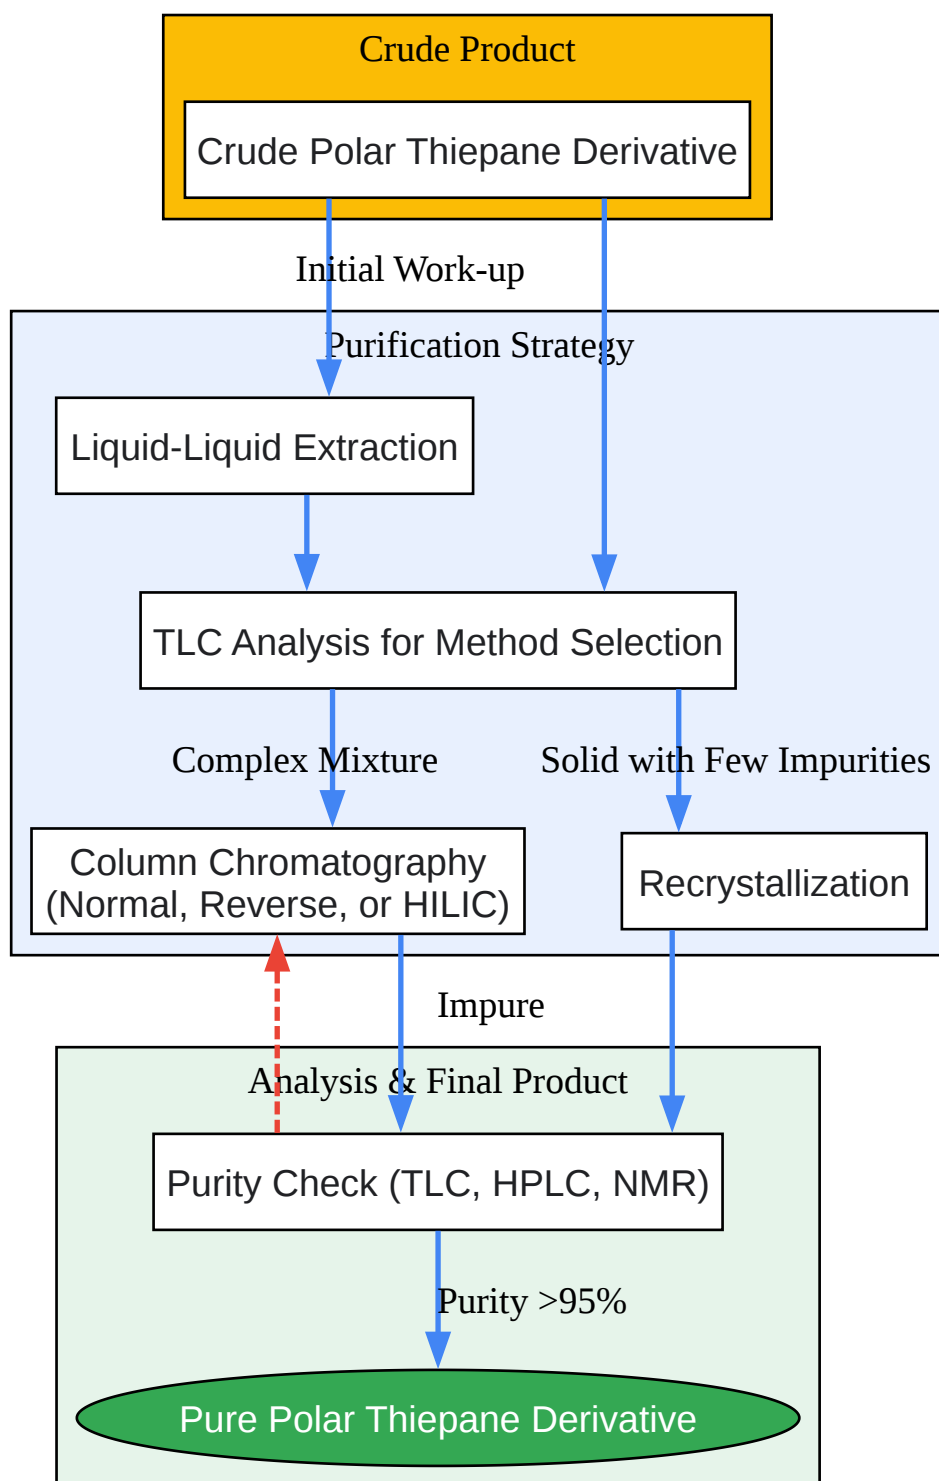 Crude Product
Crude Polar Thiepane Derivative
Initial Work-up
Purification Strategy
Liquid-Liquid Extraction
TLC Analysis for Method Selection
Complex Mixture
Solid with Few Impurities
Column Chromatography
(Normal, Reverse, or HILIC)
Recrystallization
Impure
Analysis & Final Product
Purity Check (TLC, HPLC, NMR)
Purity >95%
Pure Polar Thiepane Derivative